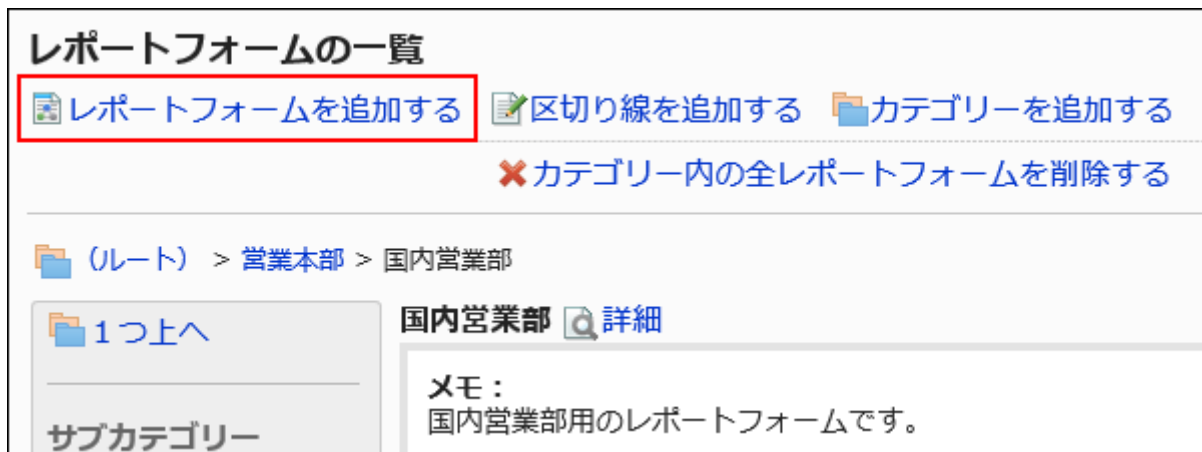 レポートフォームの一覧
レポートフォームを追加する 区切り線を追加する カテゴリーを追加する
カテゴリー内の全レポートフォームを削除する
(ルート) > 営業本部 > 国内営業部
1つ上へ
国内営業部 詳細
メモ：
国内営業部用のレポートフォームです。
サブカテゴリー